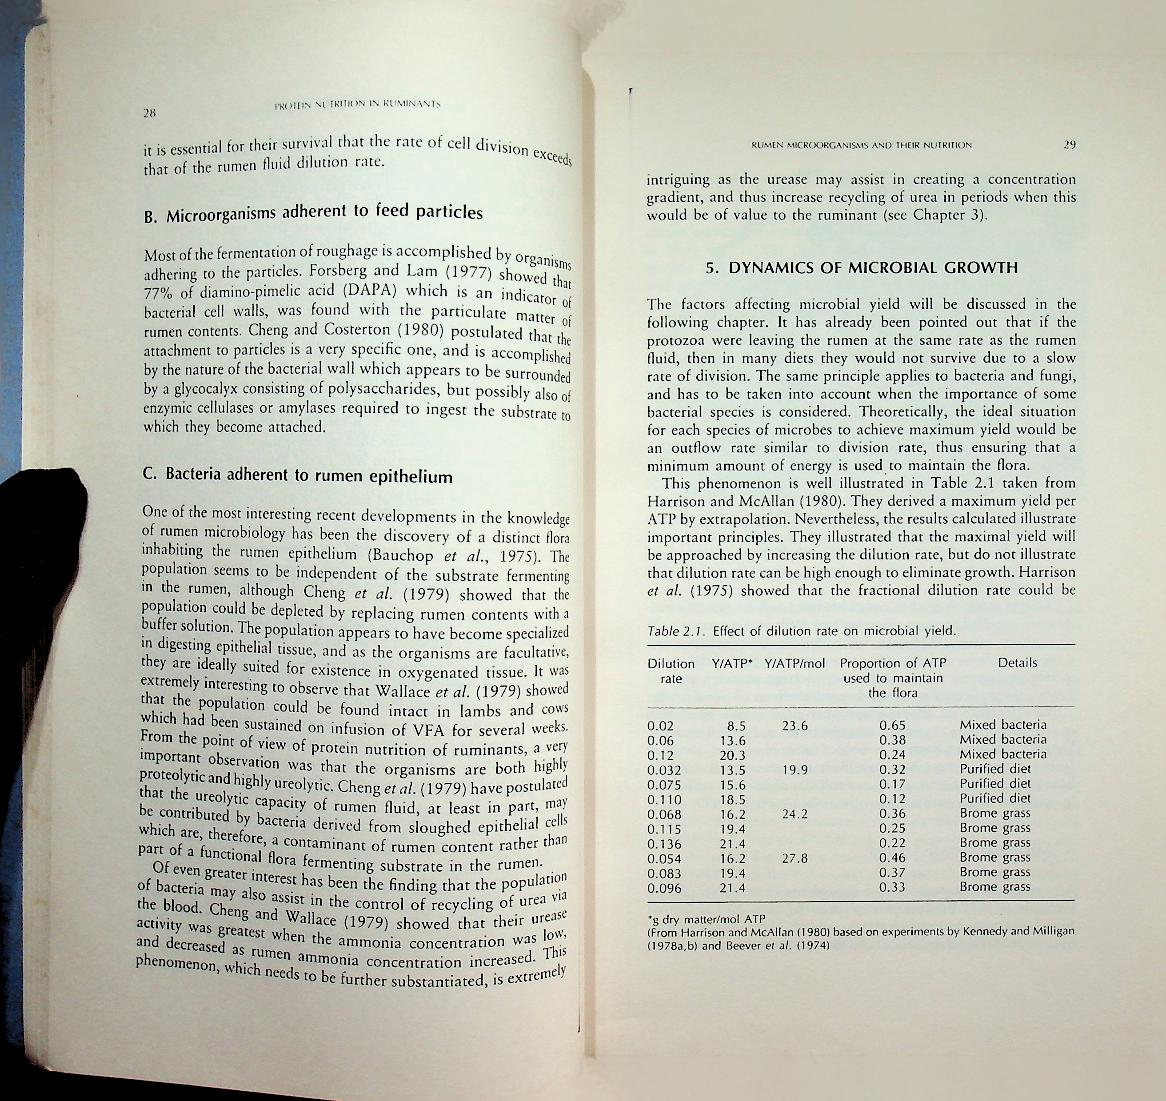 28
PROTEIN NUTRITION IN RUMINANTS
it is essential for their survival that the rate of cell division exceeds
that of the rumen fluid dilution rate.
B. Microorganisms adherent to feed particles
Most of the fermentation of roughage is accomplished by organisms
adhering to the particles. Forsberg and Lam (1977) showed that
77% of diamino-pimelic acid (DAPA) which is an indicator of
bacterial cell walls, was found with the particulate matter of
rumen contents. Cheng and Costerton (1980) postulated that the
attachment to particles is a very specific one, and is accomplished
by the nature of the bacterial wall which appears to be surrounded
by a glycocalyx consisting of polysaccharides, but possibly also of
enzymic cellulases or amylases required to ingest the substrate to
which they become attached.
C. Bacteria adherent to rumen epithelium
One of the most interesting recent developments in the knowledge
of rumen microbiology has been the discovery of a distinct flora
inhabiting the rumen epithelium (Bauchop et al., 1975). The
population seems to be independent of the substrate fermenting
in the rumen, although Cheng et al. (1979) showed that the
population could be depleted by replacing rumen contents with a
buffer solution. The population appears to have become specialized
in digesting epithelial tissue, and as the organisms are facultative,
they are ideally suited for existence in oxygenated tissue. It was
extremely interesting to observe that Wallace et al. (1979) showed
that the population could be found intact in lambs and cows
which had been sustained on infusion of VFA for several weeks.
From the point of view of protein nutrition of ruminants, a very
important observation was that the organisms are both highly
proteolytic and highly ureolytic. Cheng et al. (1979) have postulated
that the ureolytic capacity of rumen fluid, at least in part, may
be contributed by bacteria derived from sloughed epithelial cells
which are, therefore, a contaminant of rumen content rather than
part of a functional flora fermenting substrate in the rumen.
Of even greater interest has been the finding that the population
of bacteria may also assist in the control of recycling of urea via
the blood. Cheng and Wallace (1979) showed that their urease
activity was greatest when the ammonia concentration was low,
and decreased as rumen ammonia concentration increased. This
phenomenon, which needs to be further substantiated, is extremely
RUMEN MICROORGANISMS AND THEIR NUTRITION 29
intriguing as the urease may assist in creating a concentration
gradient, and thus increase recycling of urea in periods when this
would be of value to the ruminant (see Chapter 3).
5. DYNAMICS OF MICROBIAL GROWTH
The factors affecting microbial yield will be discussed in the
following chapter. It has already been pointed out that if the
protozoa were leaving the rumen at the same rate as the rumen
fluid, then in many diets they would not survive due to a slow
rate of division. The same principle applies to bacteria and fungi,
and has to be taken into account when the importance of some
bacterial species is considered. Theoretically, the ideal situation
for each species of microbes to achieve maximum yield would be
an outflow rate similar to division rate, thus ensuring that a
minimum amount of energy is used to maintain the flora.
This phenomenon is well illustrated in Table 2.1 taken from
Harrison and McAllan (1980). They derived a maximum yield per
ATP by extrapolation. Nevertheless, the results calculated illustrate
important principles. They illustrated that the maximal yield will
be approached by increasing the dilution rate, but do not illustrate
that dilution rate can be high enough to eliminate growth. Harrison
et al. (1975) showed that the fractional dilution rate could be
Table 2.1. Effect of dilution rate on microbial yield.
Dilution Y/ATP* Y/ATP/mol Proportion of ATP Details
rate used to maintain
the flora
0.02 8.5 23.6 0.65 Mixed bacteria
0.06 13.6 0.38 Mixed bacteria
0.12 20.3 0.24 Mixed bacteria
0.032 13.5 19.9 0.32 Purified diet
0.075 15.6 0.17 Purified diet
0.110 18.5 0.12 Purified diet
0.068 16.2 24.2 0.36 Brome grass
0.115 19.4 0.25 Brome grass
0.136 21.4 0.22 Brome grass
0.054 16.2 27.8 0.46 Brome grass
0.083 19.4 0.37 Brome grass
0.096 21.4 0.33 Brome grass
*g dry matter/mol ATP
(From Harrison and McAllan (1980) based on experiments by Kennedy and Milligan
(1978a,b) and Beever et al. (1974)